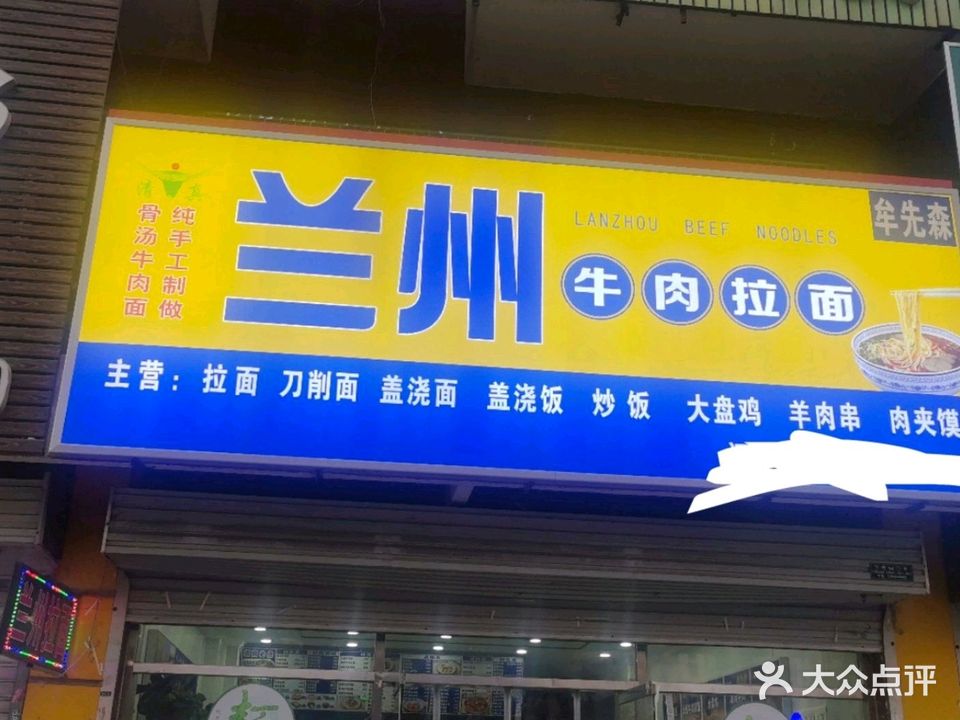 清真
纯手工制做
骨汤牛肉面
兰州
LANZHOU BEEF NOODLES
牟先森
牛肉拉面
主营：拉面 刀削面 盖浇面 盖浇饭 炒饭 大盘鸡 羊肉串 肉夹馍
兰州
大众点评